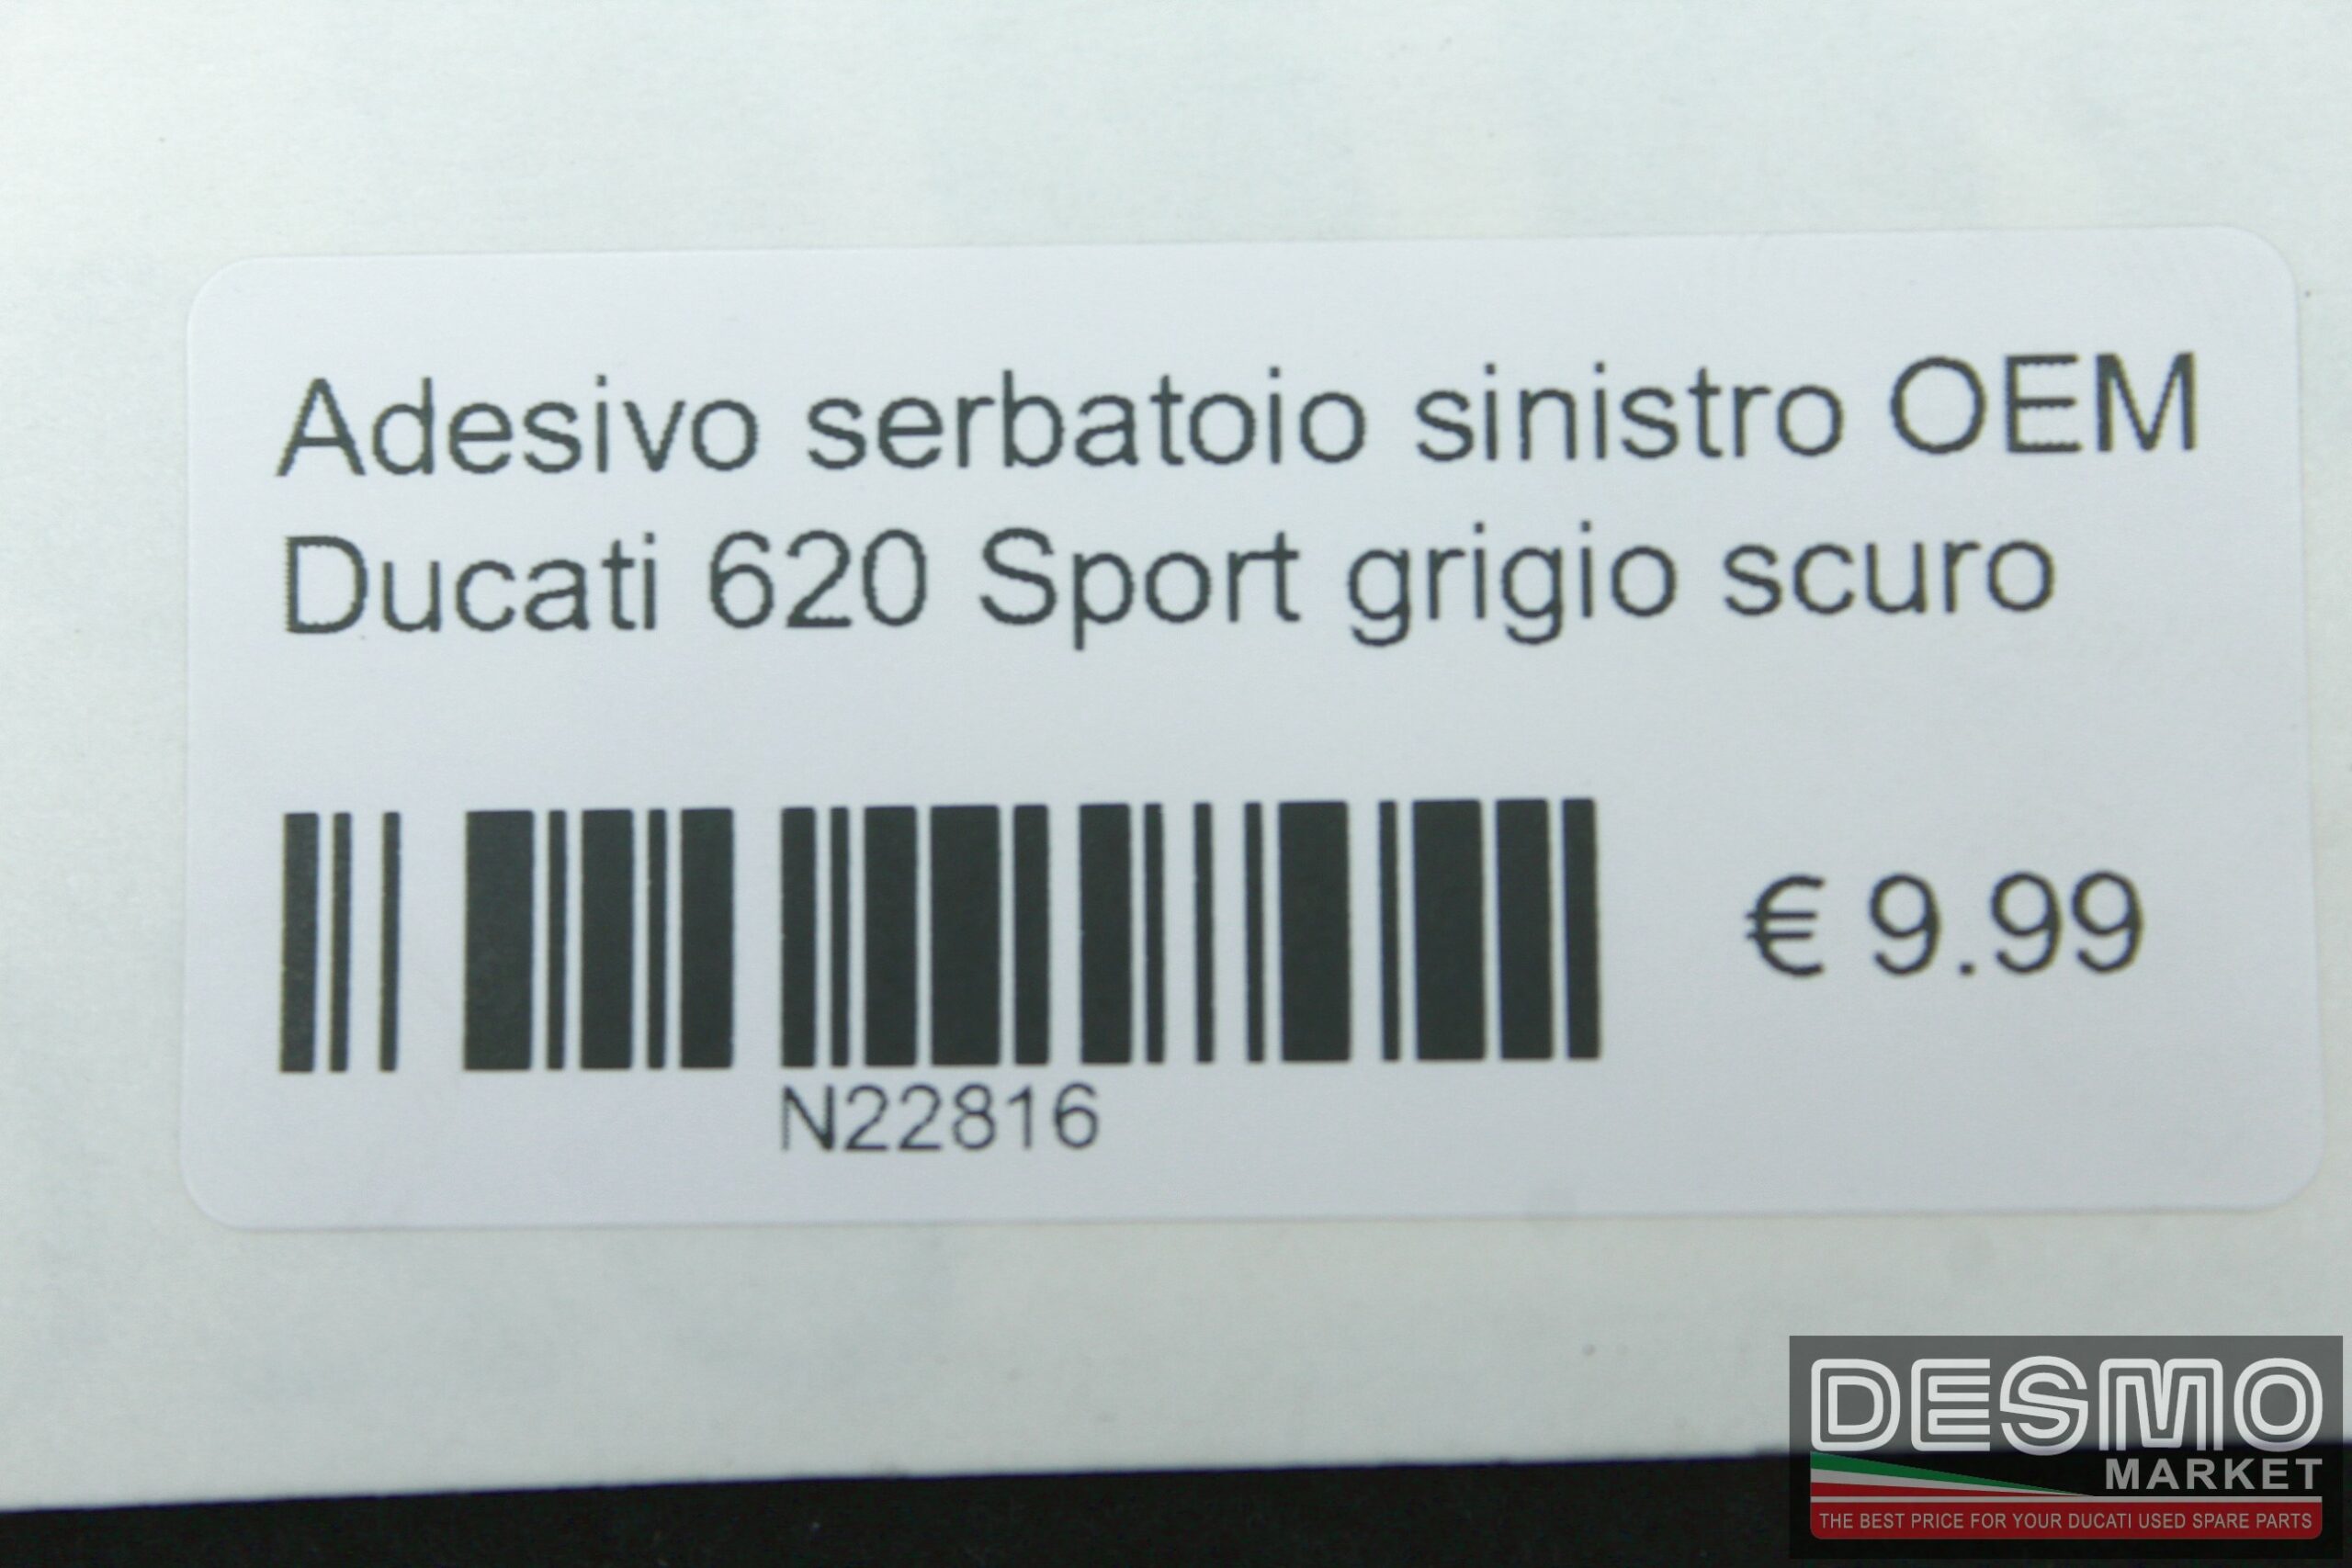 Adesivo serbatoio sinistro OEM
Ducati 620 Sport grigio scuro
€ 9.99
N22816
DESMO
MARKET
THE BEST PRICE FOR YOUR DUCATI USED SPARE PARTS